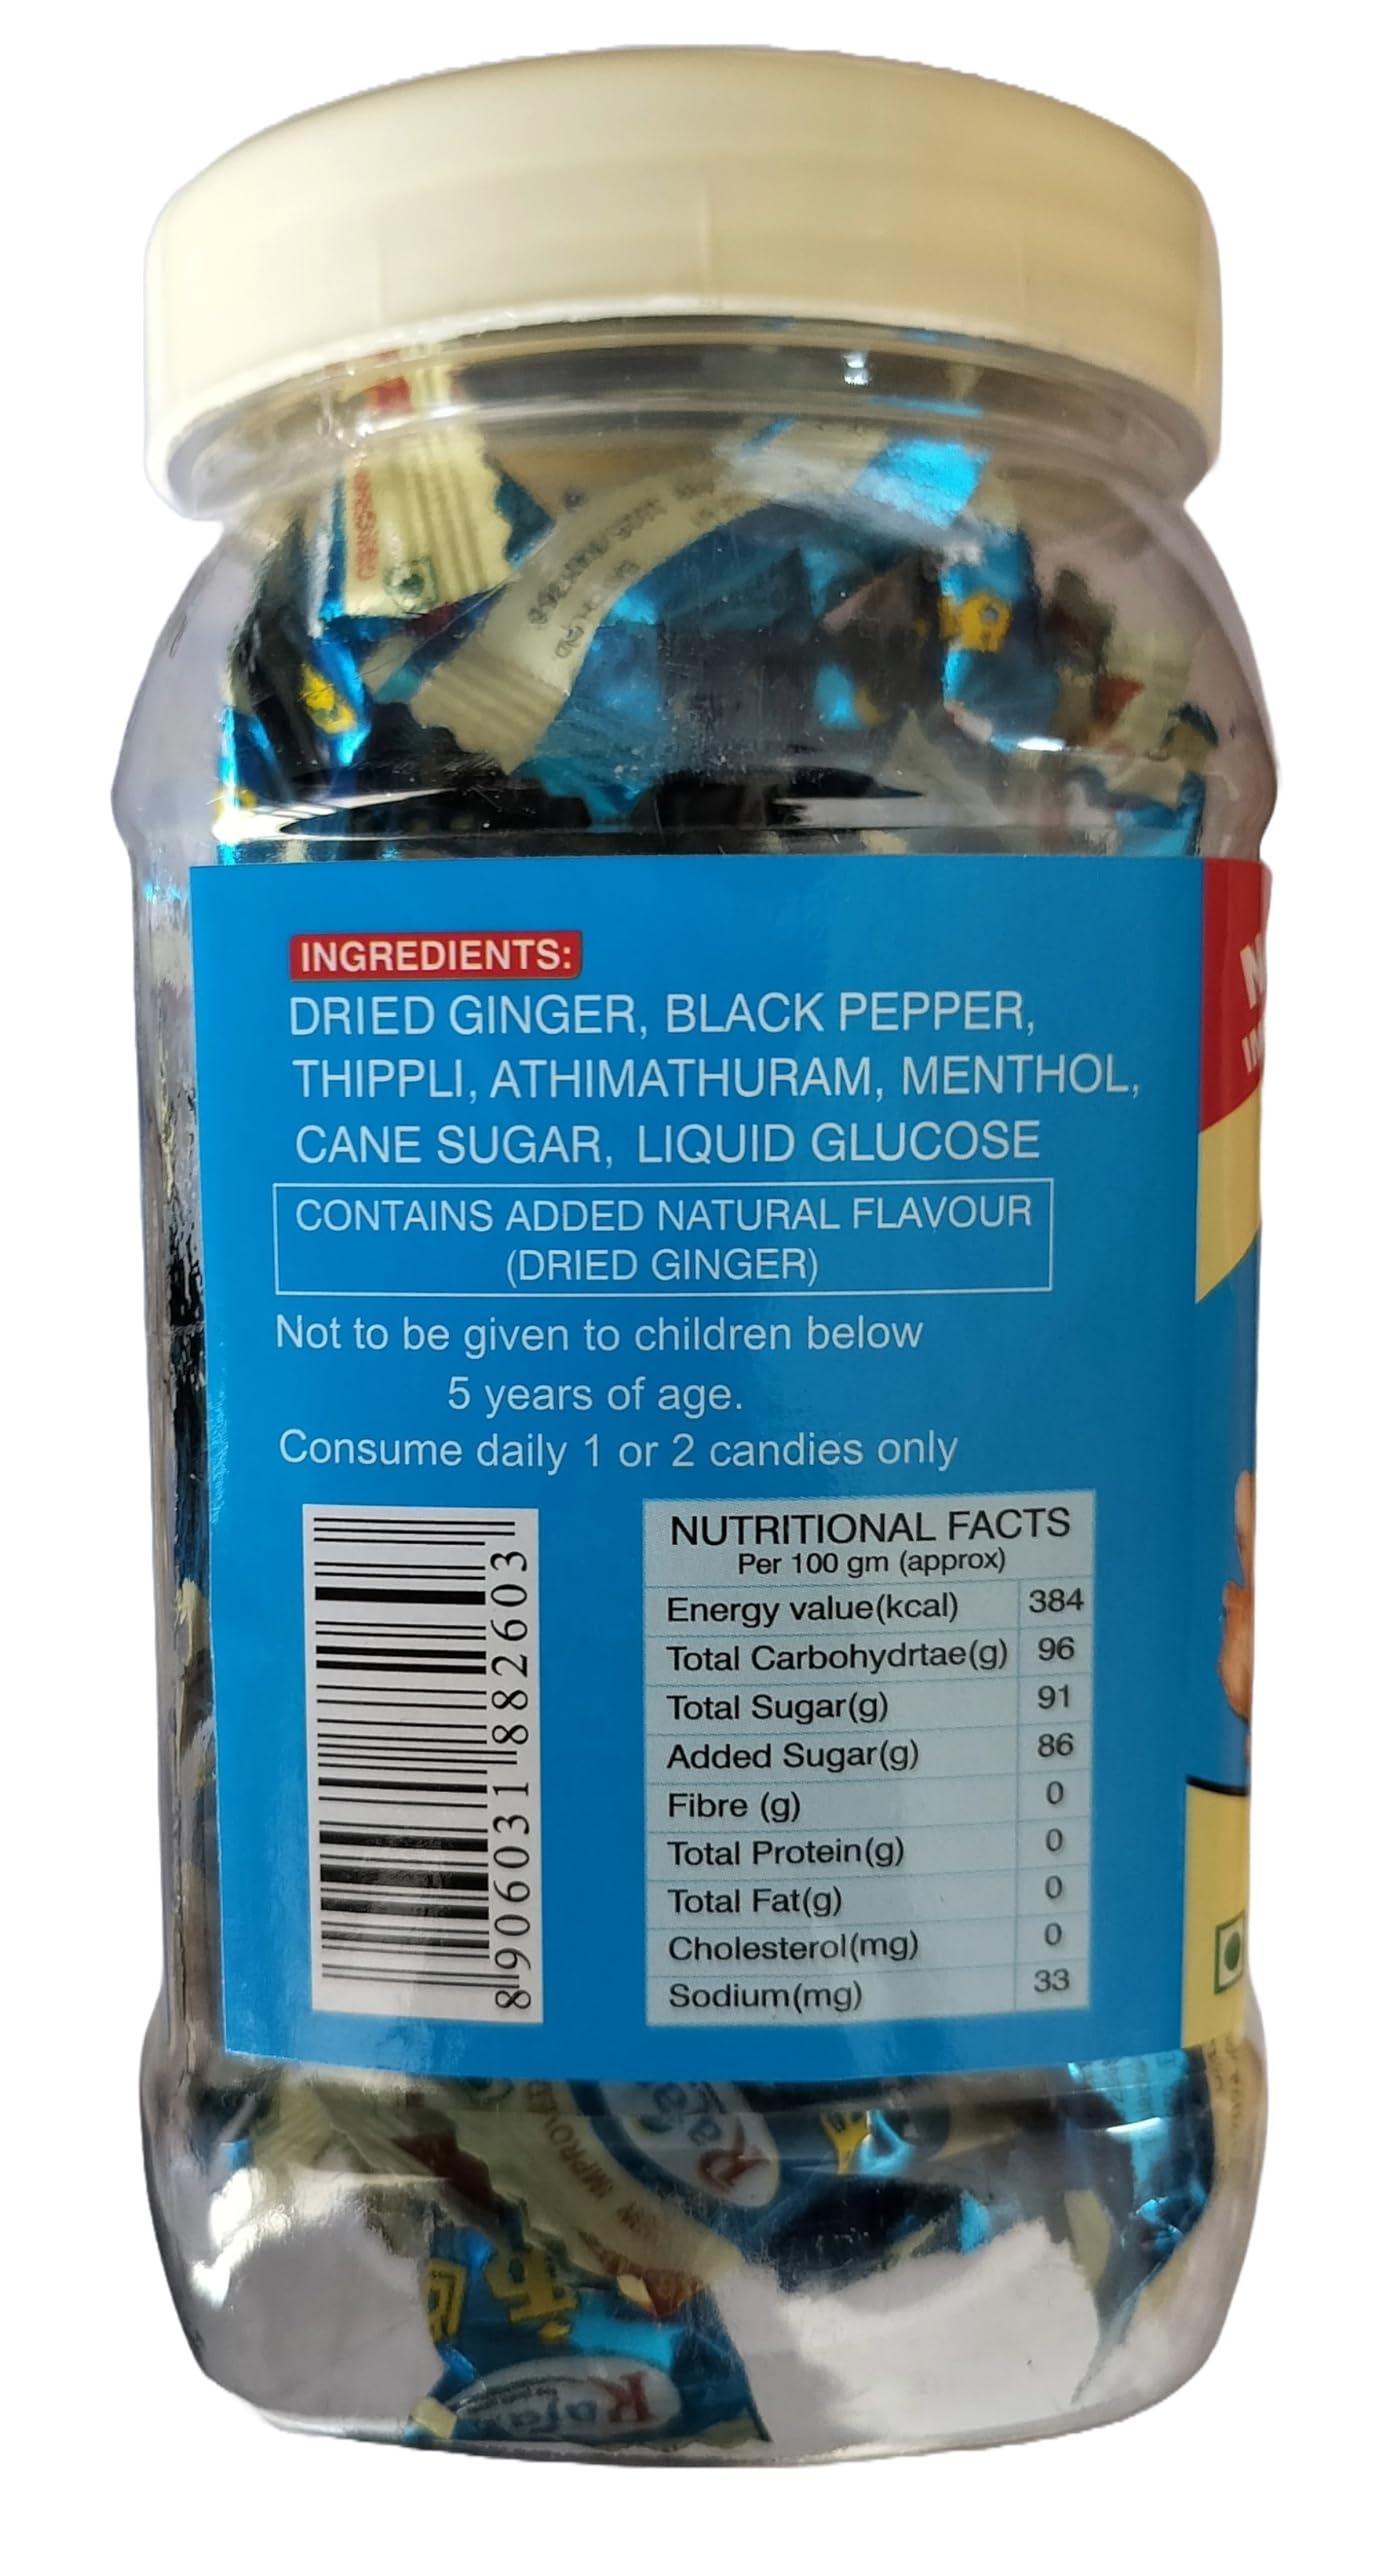 INGREDIENTS:
DRIED GINGER, BLACK PEPPER,
THIPPLI, ATHIMATHURAM, MENTHOL,
CANE SUGAR, LIQUID GLUCOSE
CONTAINS ADDED NATURAL FLAVOUR
(DRIED GINGER)
Not to be given to children below
5 years of age.
Consume daily 1 or 2 candies only
8 906031 882603
NUTRITIONAL FACTS
Per 100 gm (approx)
Energy value(kcal) 384
Total Carbohydrtae(g) 96
Total Sugar(g) 91
Added Sugar(g) 86
Fibre (g) 0
Total Protein(g) 0
Total Fat(g) 0
Cholesterol(mg) 0
Sodium(mg) 33